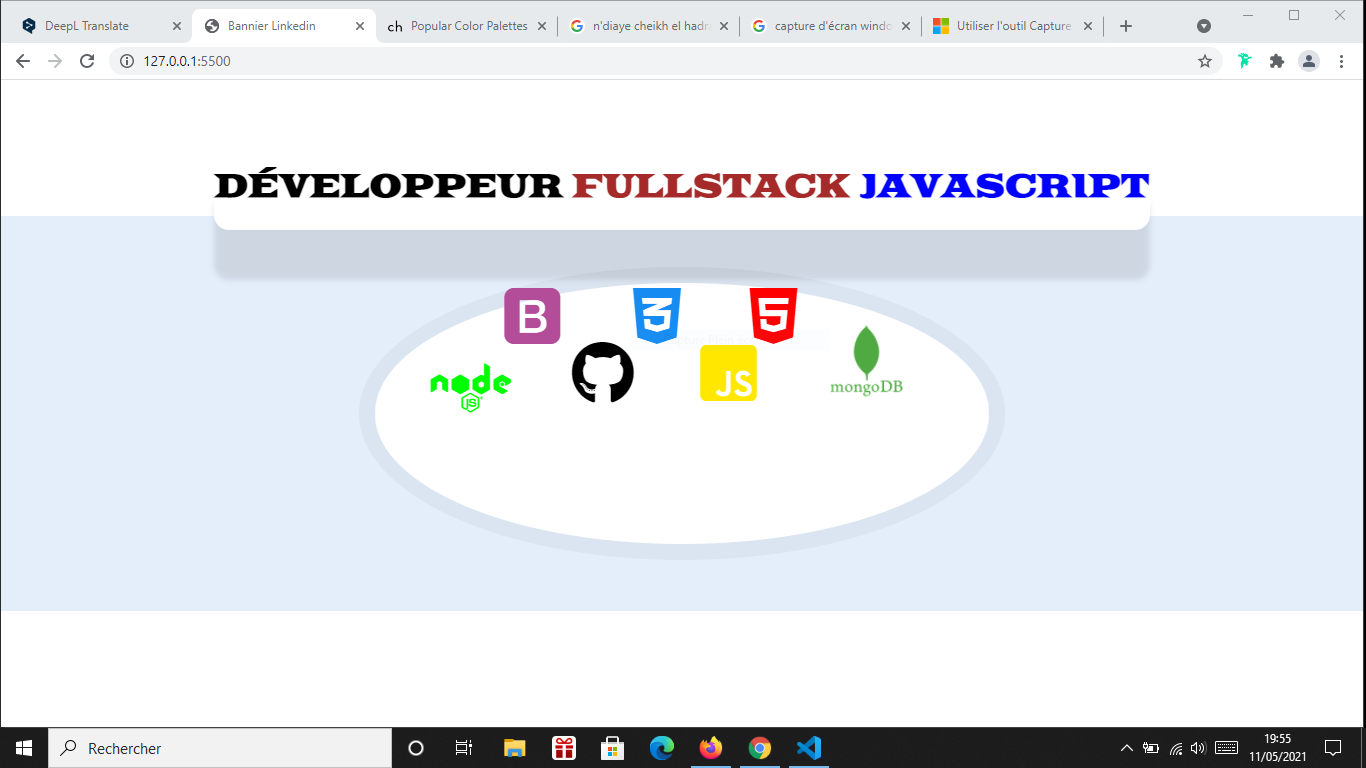 DeepL Translate
Bannier Linkedin
ch Popular Color Palettes
n'diaye cheikh el hadr
capture d'écran windo
Utiliser l'outil Capture
127.0.0.1:5500
DÉVELOPPEUR FULLSTACK JAVASCRIPT
B 3 5
node JS JS mongoDB
Rechercher
19:55
11/05/2021